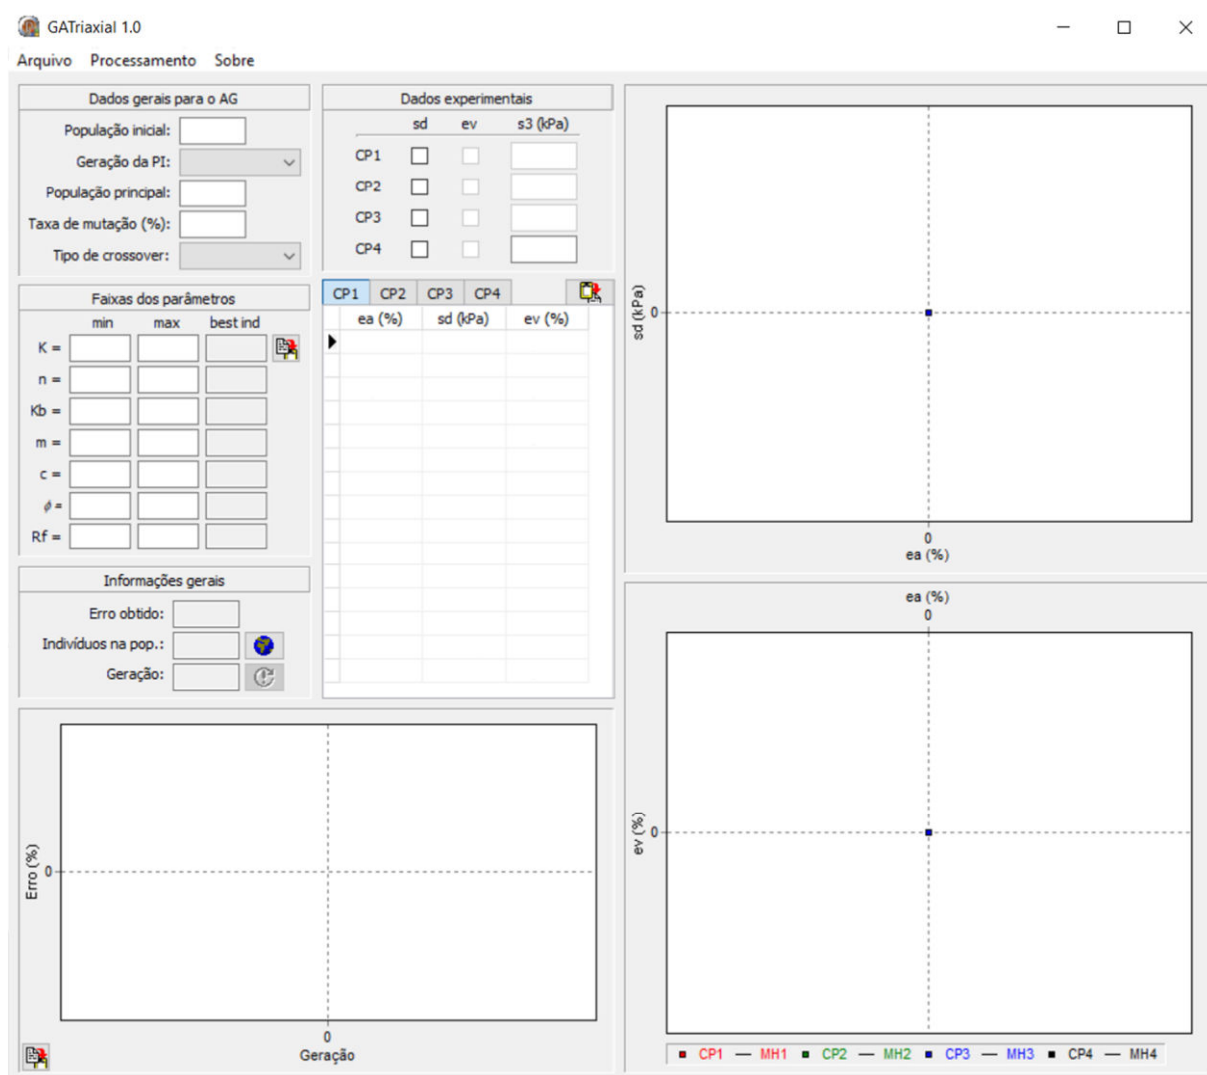 GATriaxial 1.0
Arquivo Processamento Sobre
Dados gerais para o AG
População inicial:
Geração da PI:
População principal:
Taxa de mutação (%):
Tipo de crossover:
Faixas dos parâmetros
min max best ind
K =
n =
Kb =
m =
c =
ϕ =
Rf =
Informações gerais
Erro obtido:
Indivíduos na pop.:
Geração:
Dados experimentais
sd ev s3 (kPa)
CP1
CP2
CP3
CP4
CP1 CP2 CP3 CP4
ea (%) sd (kPa) ev (%)
sd (kPa)
0
0
ea (%)
ea (%)
0
ev (%)
0
CP1 MH1 CP2 MH2 CP3 MH3 CP4 MH4
Erro (%)
0
0
Geração